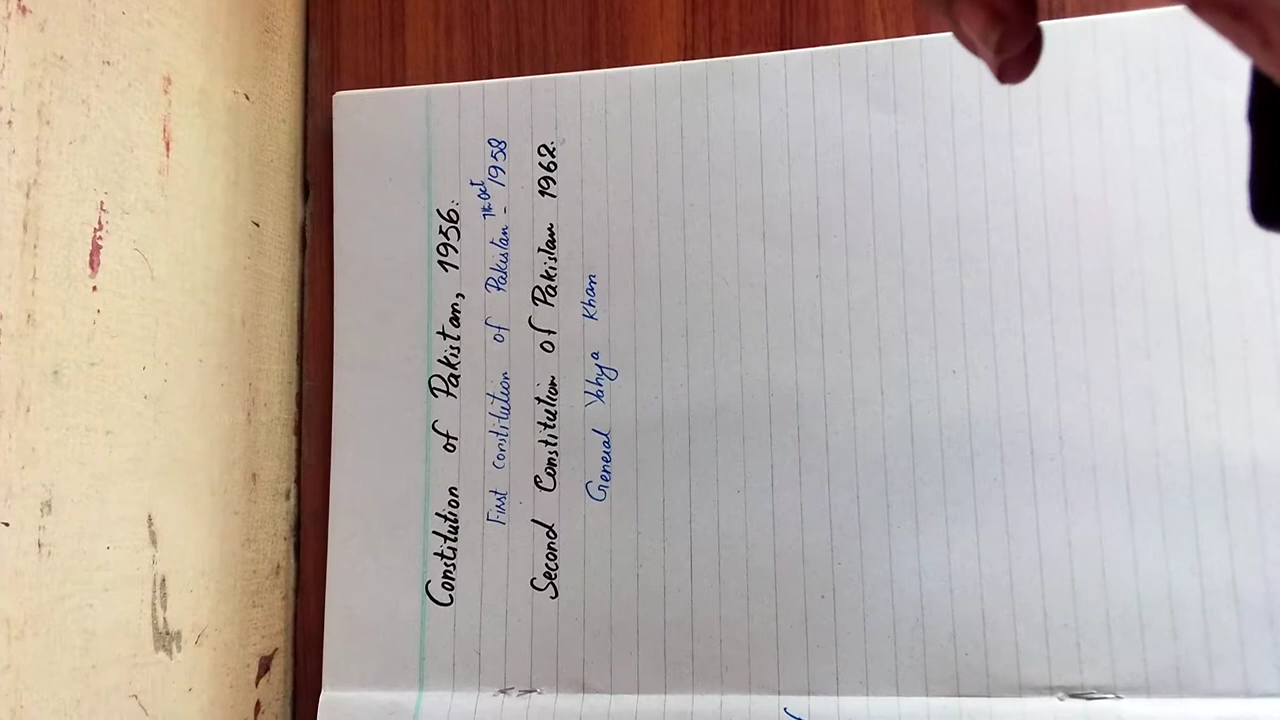 Constitution of Pakistan, 1956:
First Constitution of Pakistan - 7th Oct 1958
Second Constitution of Pakistan 1962.
General Yahya Khan